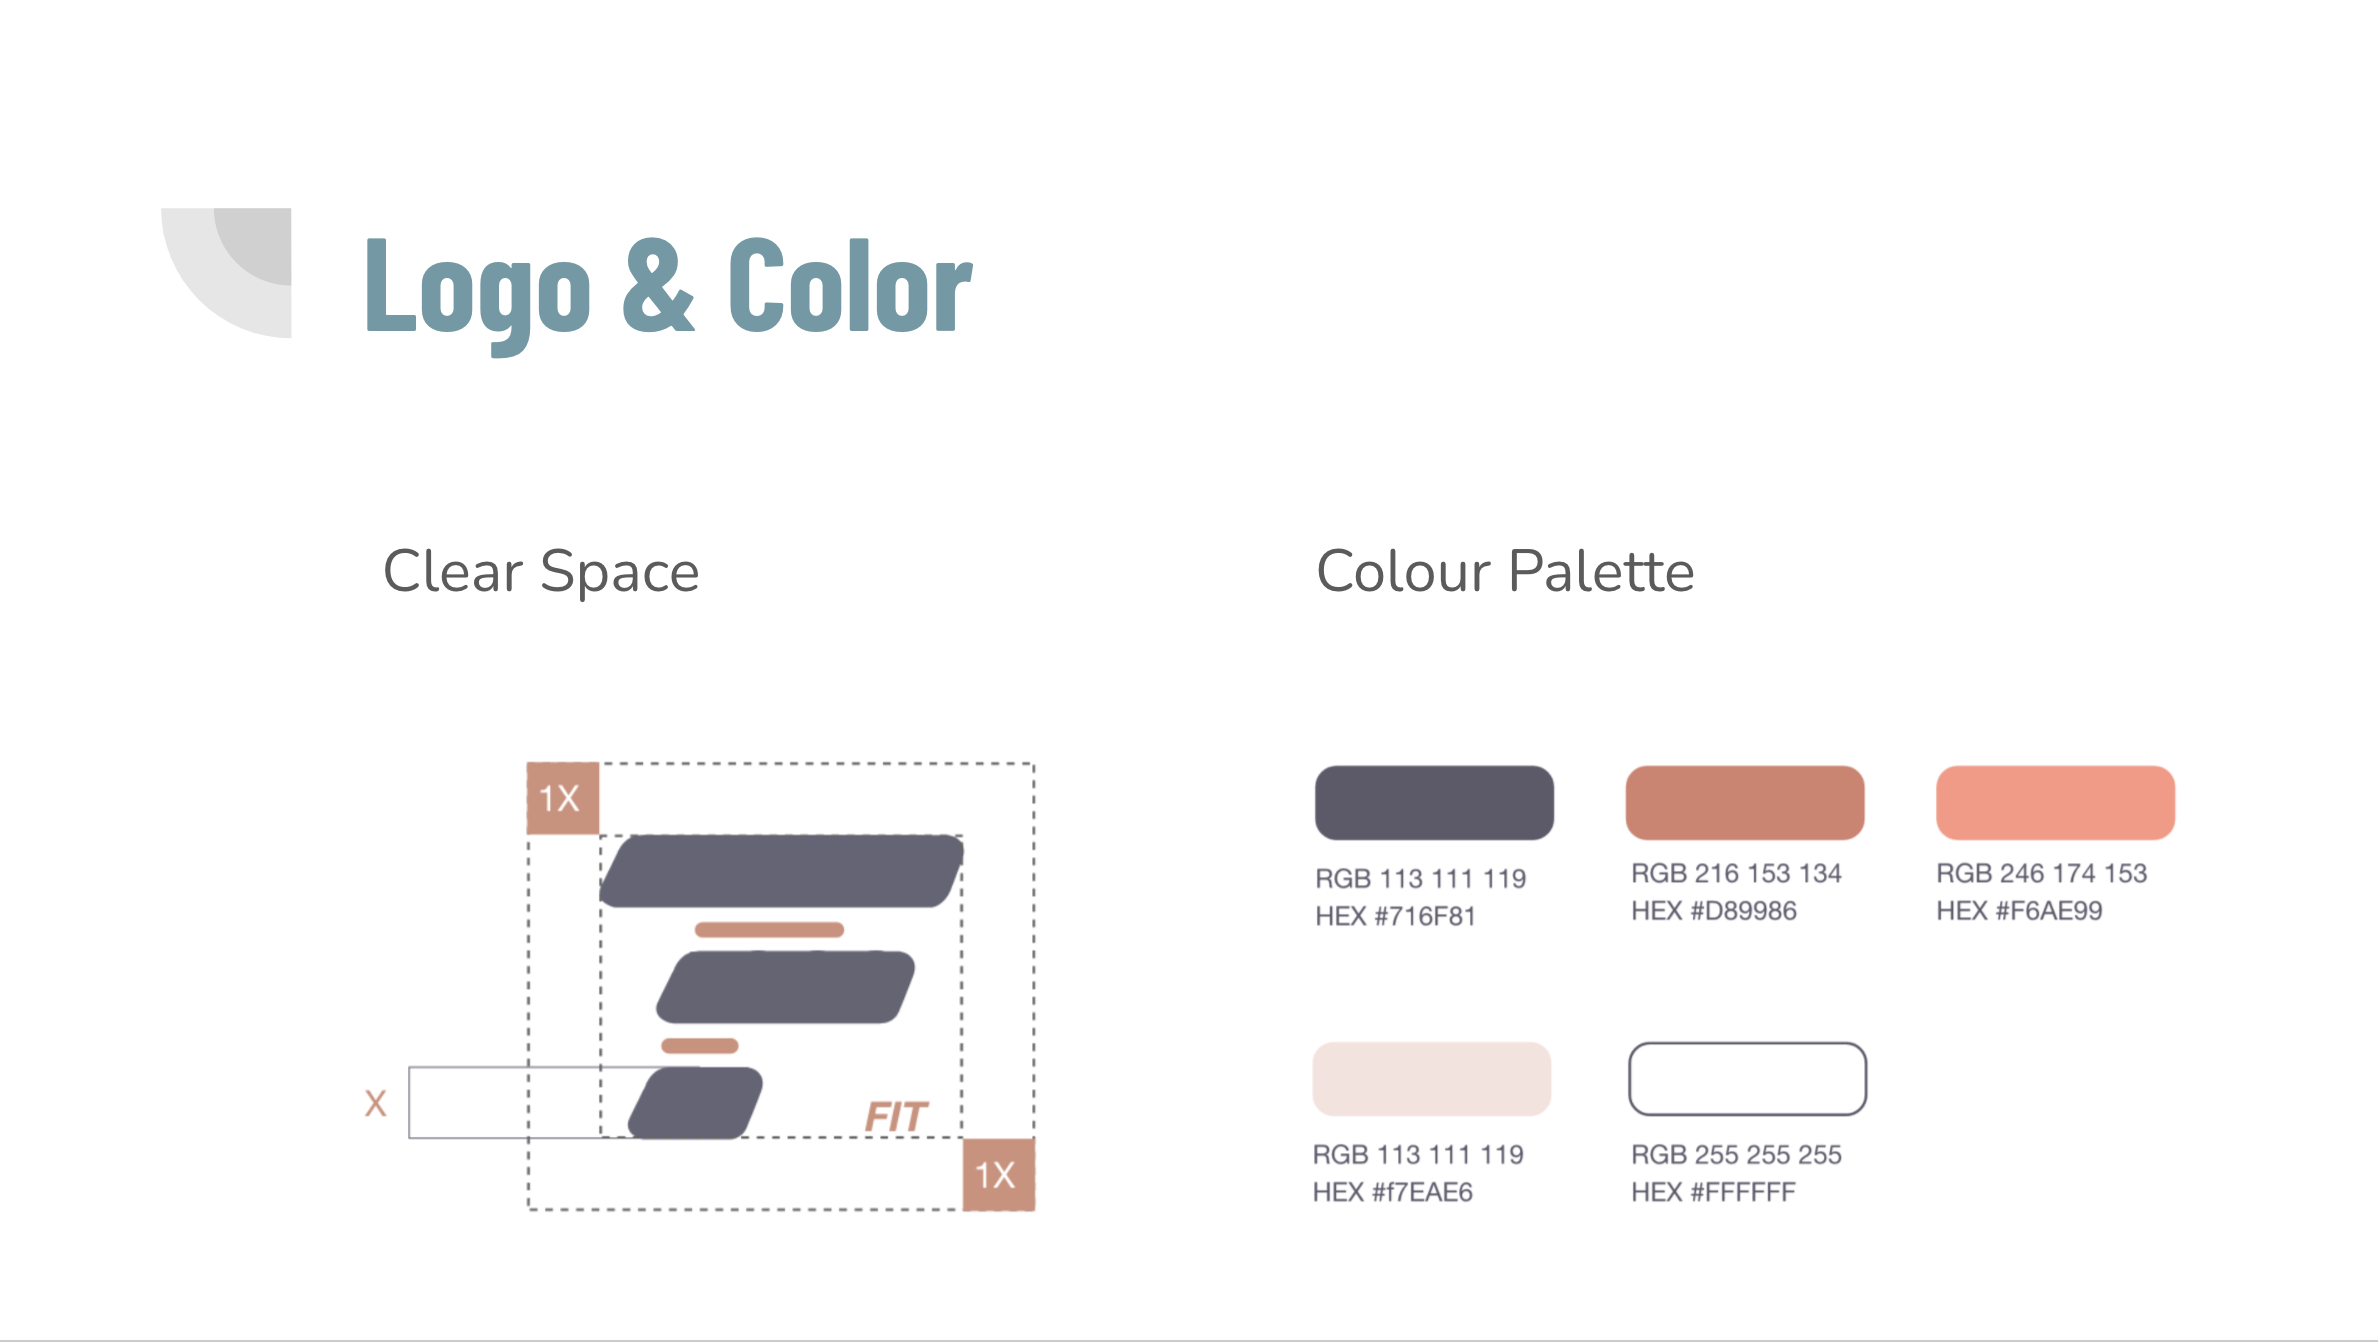 Logo & Color
Clear Space
Colour Palette
1X
X
FIT
1X
RGB 113 111 119
HEX #716F81
RGB 216 153 134
HEX #D89986
RGB 246 174 153
HEX #F6AE99
RGB 113 111 119
HEX #f7EAE6
RGB 255 255 255
HEX #FFFFFF